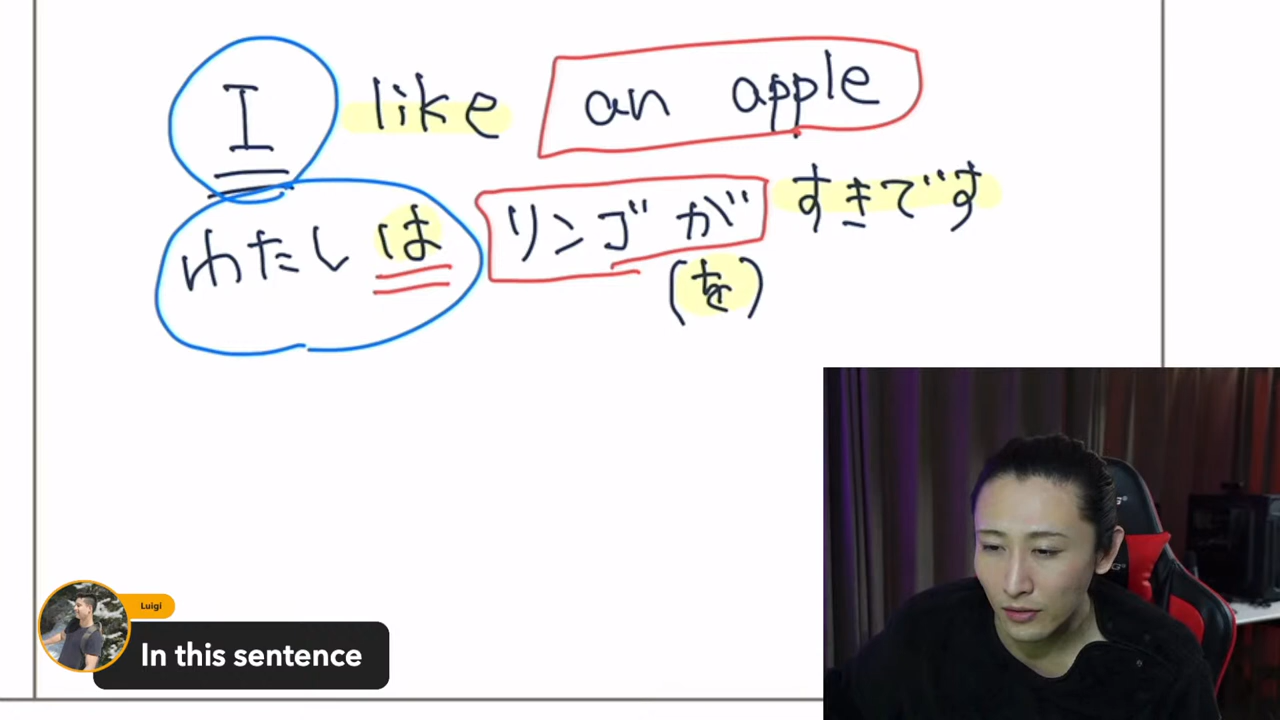 I like an apple
わたしは リンゴが すきです
(を)
Luigi
In this sentence